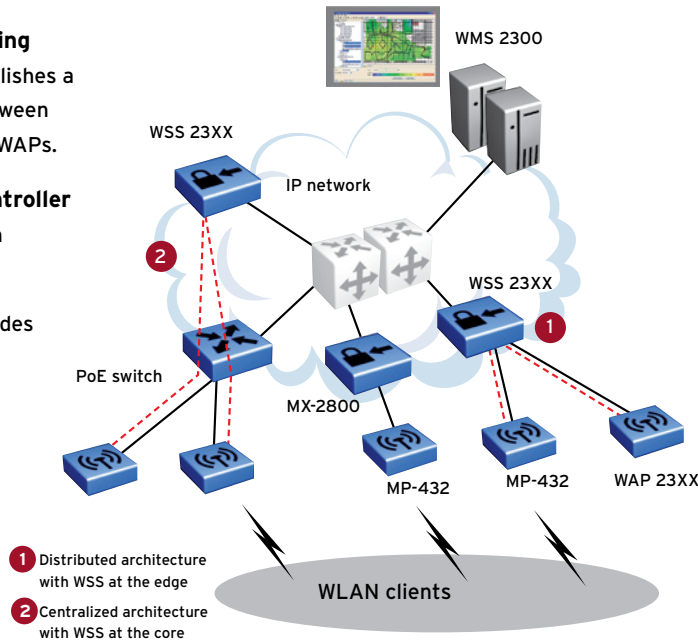 ing
lishes a
ween
WAPs.
ntroller
des
WMS 2300
WSS 23XX
IP network
2
WSS 23XX
1
PoE switch
MX-2800
MP-432
MP-432
WAP 23XX
1 Distributed architecture
with WSS at the edge
2 Centralized architecture
with WSS at the core
WLAN clients